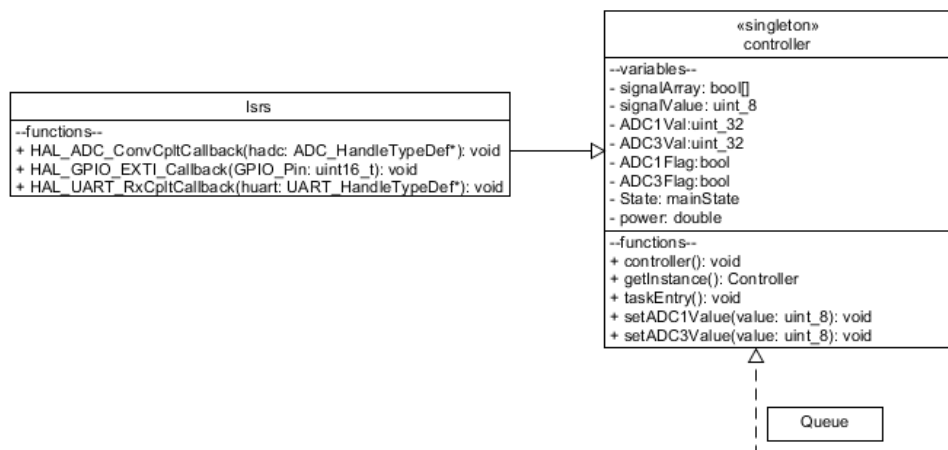 «singleton»
controller
--variables--
- signalArray: bool[]
- signalValue: uint_8
- ADC1Val:uint_32
- ADC3Val:uint_32
- ADC1Flag:bool
- ADC3Flag:bool
- State: mainState
- power: double
--functions--
+ controller(): void
+ getInstance(): Controller
+ taskEntry(): void
+ setADC1Value(value: uint_8): void
+ setADC3Value(value: uint_8): void
Isrs
--functions--
+ HAL_ADC_ConvCpltCallback(hadc: ADC_HandleTypeDef*): void
+ HAL_GPIO_EXTI_Callback(GPIO_Pin: uint16_t): void
+ HAL_UART_RxCpltCallback(huart: UART_HandleTypeDef*): void
Queue